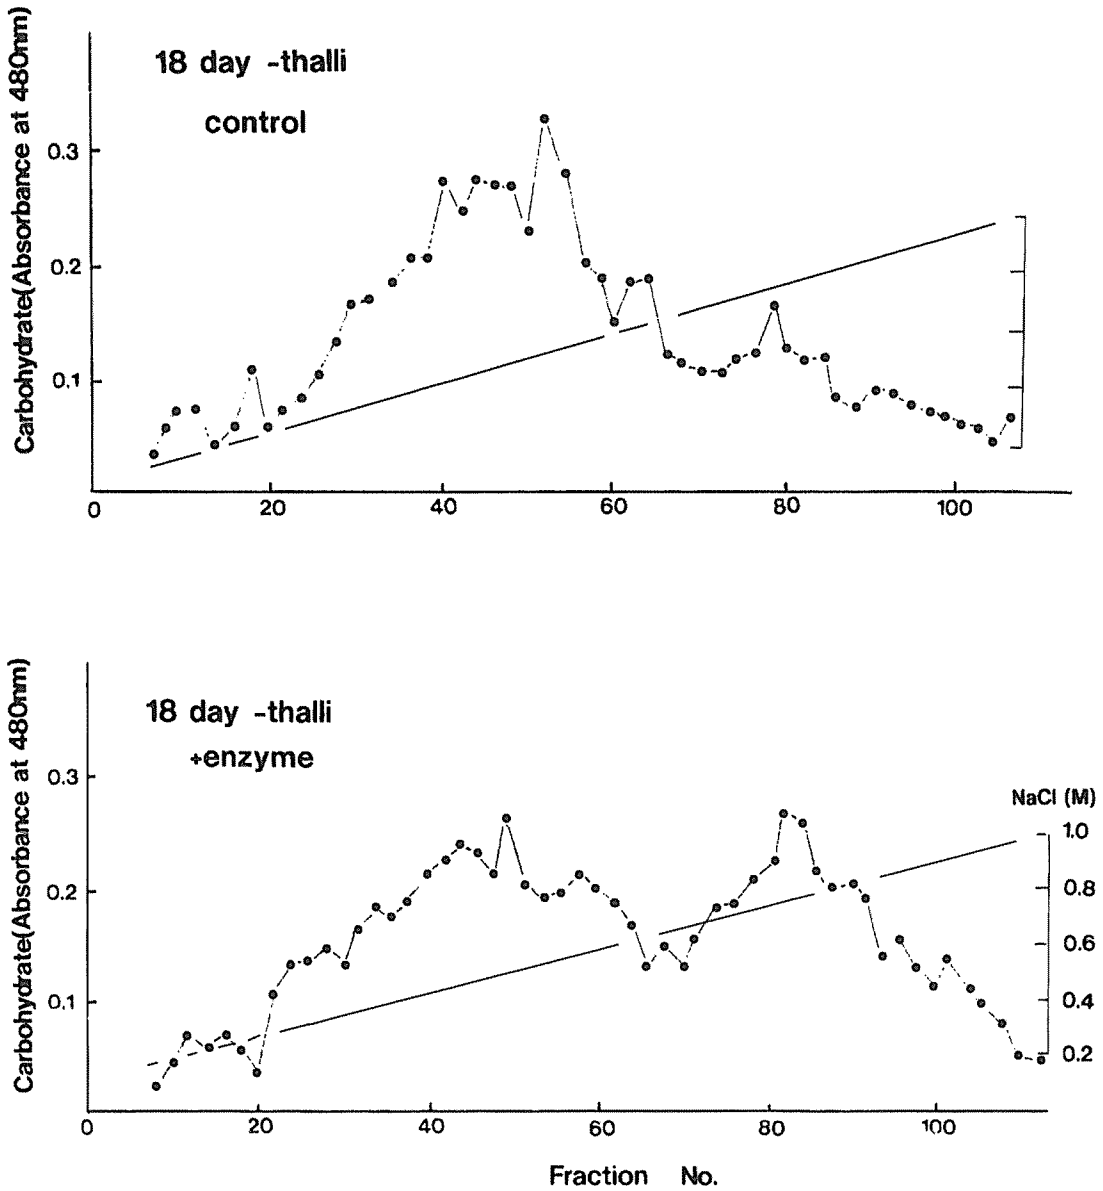 Carbohydrate(Absorbance at 480nm)
18 day -thalli
control
0.3
0.2
0.1
0 20 40 60 80 100
Carbohydrate(Absorbance at 480nm)
18 day -thalli
+enzyme
0.3
0.2
0.1
NaCl (M)
1.0
0.8
0.6
0.4
0.2
0 20 40 60 80 100
Fraction No.